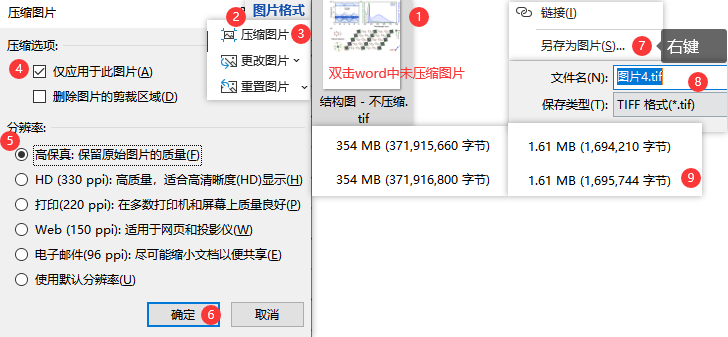 压缩图片
压缩选项:
4 仅应用于此图片(A)
删除图片的剪裁区域(D)
分辨率:
5
高保真: 保留原始图片的质量(F)
HD (330 ppi): 高质量，适合高清晰度(HD)显示(H)
打印(220 ppi): 在多数打印机和屏幕上质量良好(P)
Web (150 ppi): 适用于网页和投影仪(W)
电子邮件(96 ppi): 尽可能缩小文档以便共享(E)
使用默认分辨率(U)
确定 6 取消
2 图片格式
压缩图片 3
更改图片
重置图片
1
双击word中未压缩图片
结构图 - 不压缩.
tif
354 MB (371,915,660 字节)
354 MB (371,916,800 字节)
链接(I)
另存为图片(S)... 7 右键
文件名(N): 图片4.tif 8
保存类型(T): TIFF 格式(*.tif)
1.61 MB (1,694,210 字节)
1.61 MB (1,695,744 字节) 9